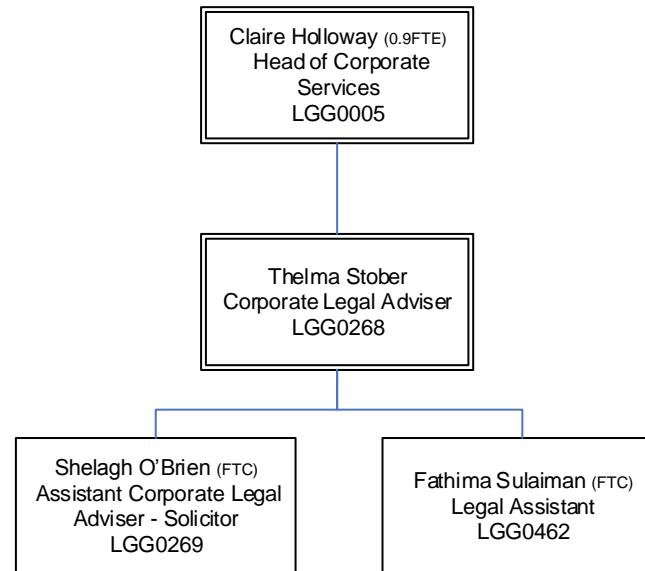 Claire Holloway (0.9FTE)
Head of Corporate
Services
LGG0005
Thelma Stober
Corporate Legal Adviser
LGG0268
Shelagh O'Brien (FTC)
Assistant Corporate Legal
Adviser - Solicitor
LGG0269
Fathima Sulaiman (FTC)
Legal Assistant
LGG0462